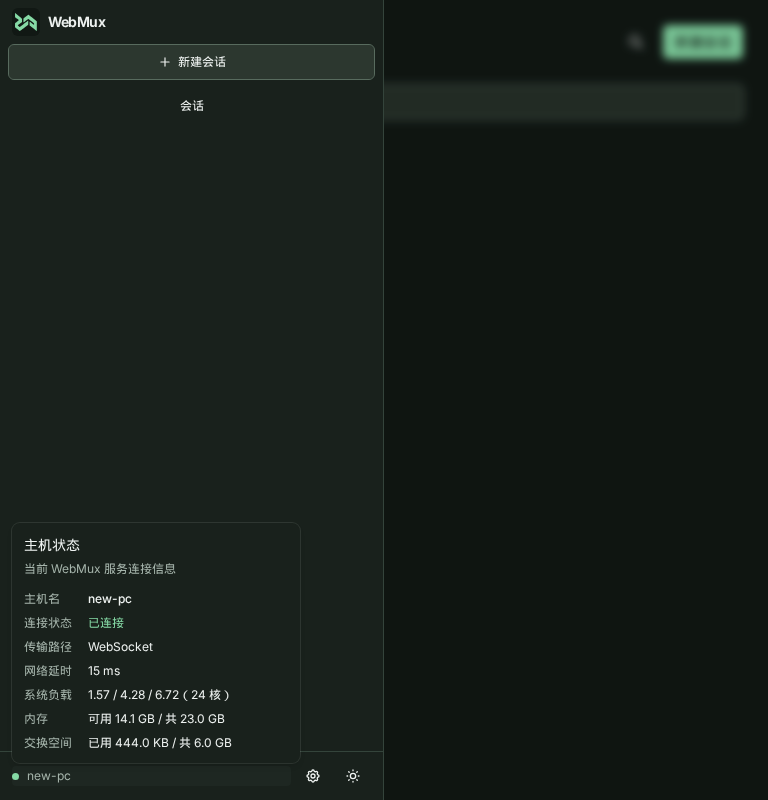 WebMux
新建会话
会话
主机状态
当前 WebMux 服务连接信息
主机名 new-pc
连接状态 已连接
传输路径 WebSocket
网络延时 15 ms
系统负载 1.57 / 4.28 / 6.72（24 核）
内存 可用 14.1 GB / 共 23.0 GB
交换空间 已用 444.0 KB / 共 6.0 GB
new-pc